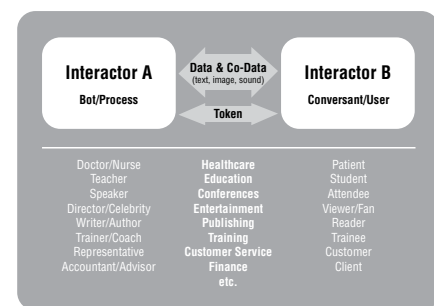 Interactor A
Bot/Process
Data & Co-Data
(text, image, sound)
Token
Interactor B
Conversant/User
Doctor/Nurse Healthcare Patient
Teacher Education Student
Speaker Conferences Attendee
Director/Celebrity Entertainment Viewer/Fan
Writer/Author Publishing Reader
Trainer/Coach Training Trainee
Representative Customer Service Customer
Accountant/Advisor Finance Client
etc.